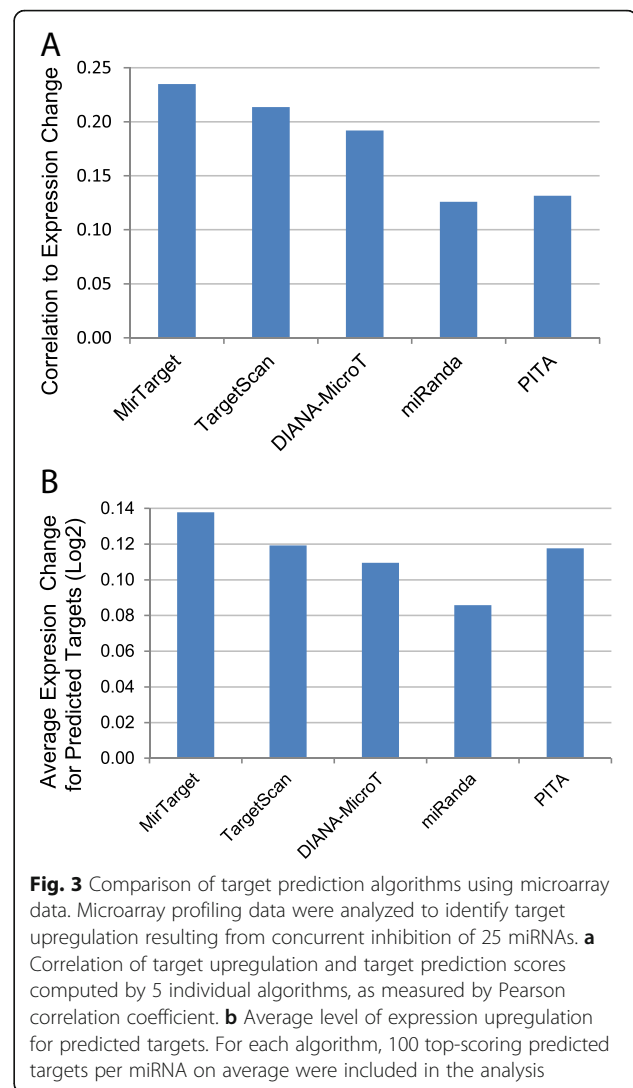 A
Correlation to Expression Change
0.25
0.20
0.15
0.10
0.05
0.00
MirTarget
TargetScan
DIANA-MicroT
miRanda
PITA
B
Average Expresion Change
for Predicted Targets (Log2)
0.14
0.12
0.10
0.08
0.06
0.04
0.02
0.00
MirTarget
TargetScan
DIANA-MicroT
miRanda
PITA
Fig. 3 Comparison of target prediction algorithms using microarray
data. Microarray profiling data were analyzed to identify target
upregulation resulting from concurrent inhibition of 25 miRNAs. a
Correlation of target upregulation and target prediction scores
computed by 5 individual algorithms, as measured by Pearson
correlation coefficient. b Average level of expression upregulation
for predicted targets. For each algorithm, 100 top-scoring predicted
targets per miRNA on average were included in the analysis